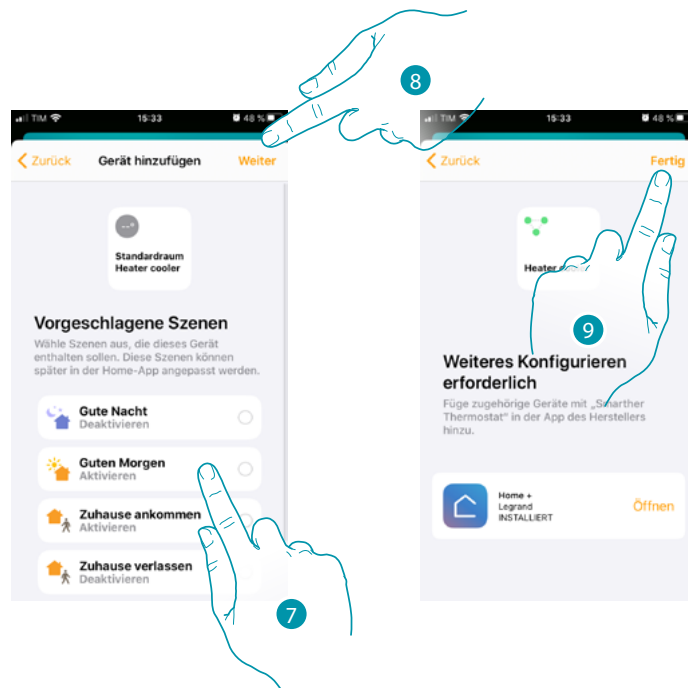 8
TIM
15:33
48 %
Zurück
Gerät hinzufügen
Weiter
--°
Standardraum
Heater cooler
Vorgeschlagene Szenen
Wähle Szenen aus, die dieses Gerät
enthalten sollen. Diese Szenen können
später in der Home-App angepasst werden.
Gute Nacht
Deaktivieren
Guten Morgen
Aktivieren
Zuhause ankommen
Aktivieren
Zuhause verlassen
Deaktivieren
7
TIM
15:33
48 %
Zurück
Fertig
Heater
9
Weiteres Konfigurieren
erforderlich
Füge zugehörige Geräte mit „Smarther
Thermostat" in der App des Herstellers
hinzu.
Home +
Legrand
INSTALLIERT
Öffnen